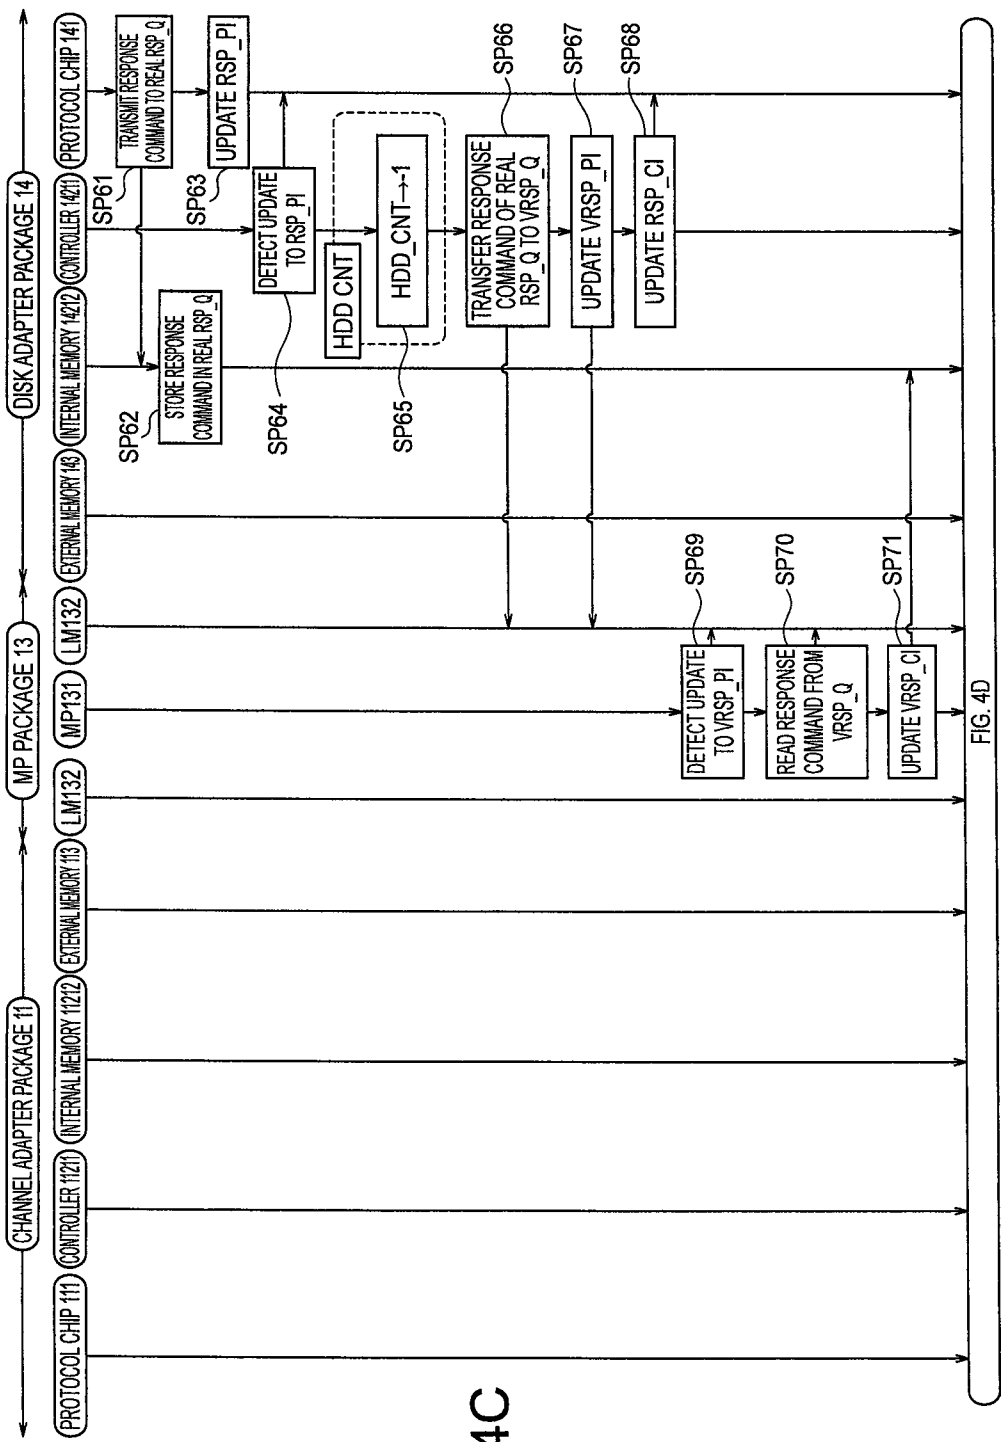 CHANNEL ADAPTER PACKAGE 11
MP PACKAGE 13
DISK ADAPTER PACKAGE 14
PROTOCOL CHIP 111
CONTROLLER 11211
INTERNAL MEMORY 11212
EXTERNAL MEMORY 113
LM132
MP131
LM132
EXTERNAL MEMORY 143
INTERNAL MEMORY 14212
CONTROLLER 14211
PROTOCOL CHIP 141
SP61
TRANSMIT RESPONSE
COMMAND TO REAL RSP_Q
SP62
STORE RESPONSE
COMMAND IN REAL RSP_Q
SP63
UPDATE RSP_PI
SP64
DETECT UPDATE
TO RSP_PI
HDD CNT
HDD_CNT→-1
SP65
TRANSFER RESPONSE
COMMAND OF REAL
RSP_Q TO VRSP_Q
SP66
UPDATE VRSP_PI
SP67
UPDATE RSP_CI
SP68
DETECT UPDATE
TO VRSP_PI
SP69
READ RESPONSE
COMMAND FROM
VRSP_Q
SP70
UPDATE VRSP_CI
SP71
FIG. 4D
4C